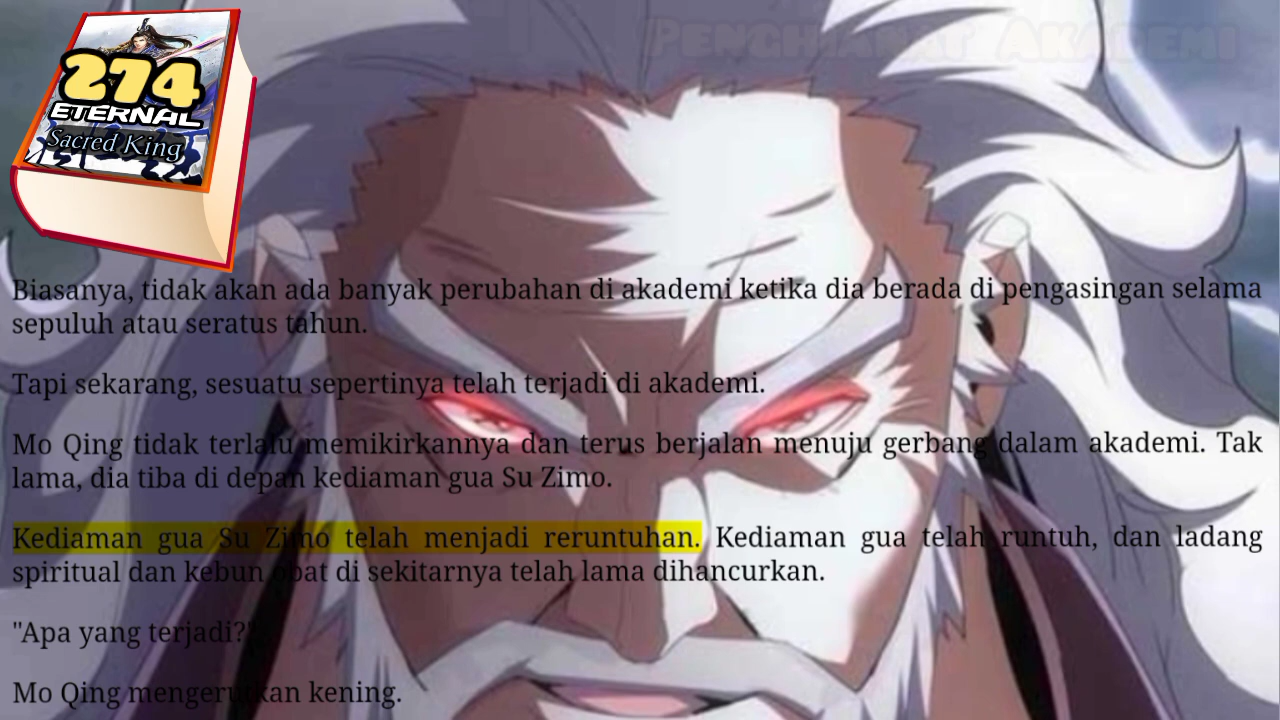 Penghianat Akademi
274
ETERNAL
Sacred King
Biasanya, tidak akan ada banyak perubahan di akademi ketika dia berada di pengasingan selama
sepuluh atau seratus tahun.
Tapi sekarang, sesuatu sepertinya telah terjadi di akademi.
Mo Qing tidak terlalu memikirkannya dan terus berjalan menuju gerbang dalam akademi. Tak
lama, dia tiba di depan kediaman gua Su Zimo.
Kediaman gua Su Zimo telah menjadi reruntuhan. Kediaman gua telah runtuh, dan ladang
spiritual dan kebun obat di sekitarnya telah lama dihancurkan.
"Apa yang terjadi?"
Mo Qing mengerutkan kening.